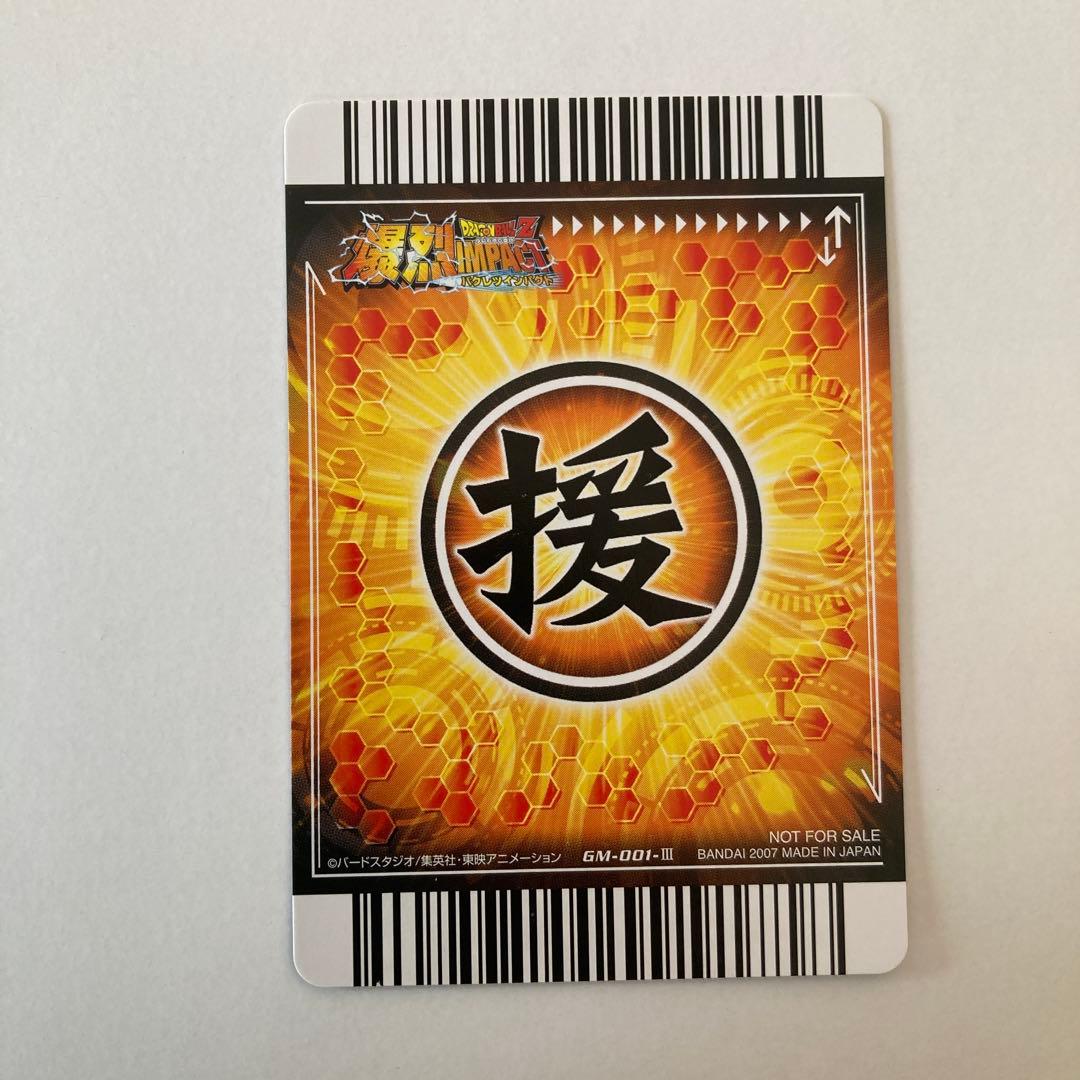 爆烈
DRAGON BALL Z
IMPACT
バクレツインパクト
援
NOT FOR SALE
©バードスタジオ/集英社・東映アニメーション GM-001-III BANDAI 2007 MADE IN JAPAN